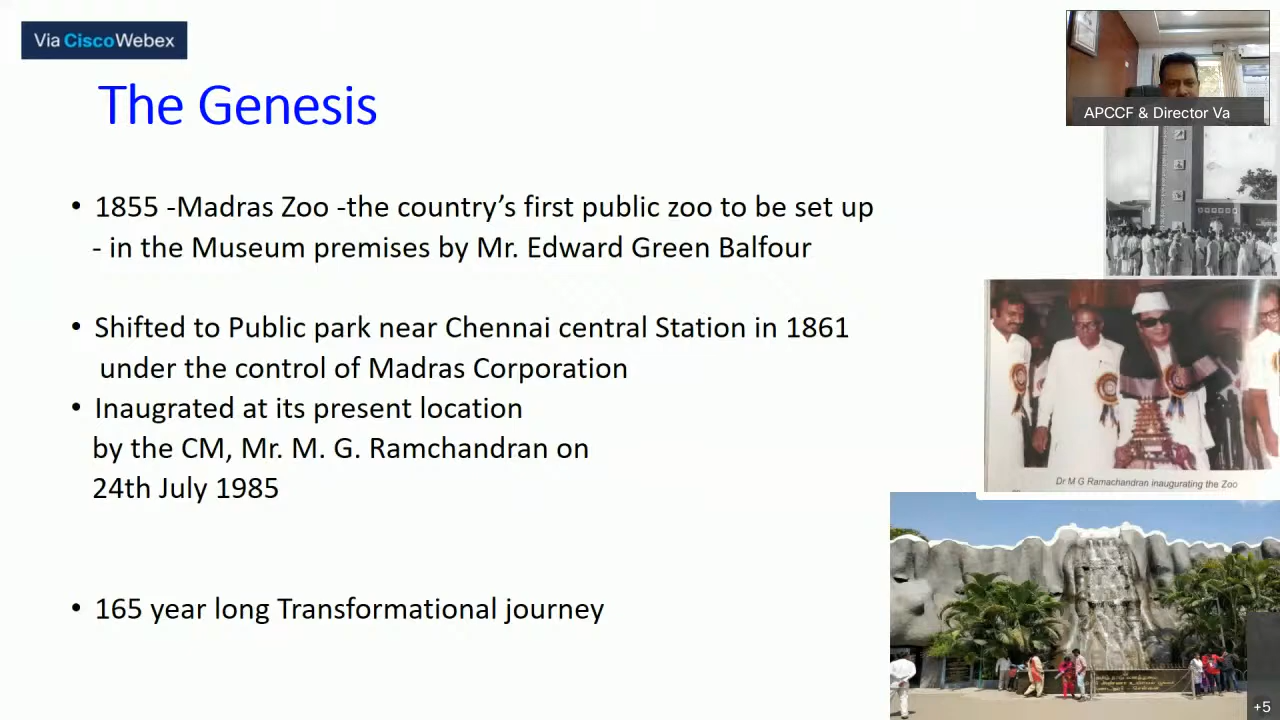 Via CiscoWebex
The Genesis
APCCF & Director Va
• 1855 -Madras Zoo -the country’s first public zoo to be set up
- in the Museum premises by Mr. Edward Green Balfour
• Shifted to Public park near Chennai central Station in 1861
under the control of Madras Corporation
• Inaugrated at its present location
by the CM, Mr. M. G. Ramchandran on
24th July 1985
Dr M G Ramachandran inaugurating the Zoo
• 165 year long Transformational journey
+5